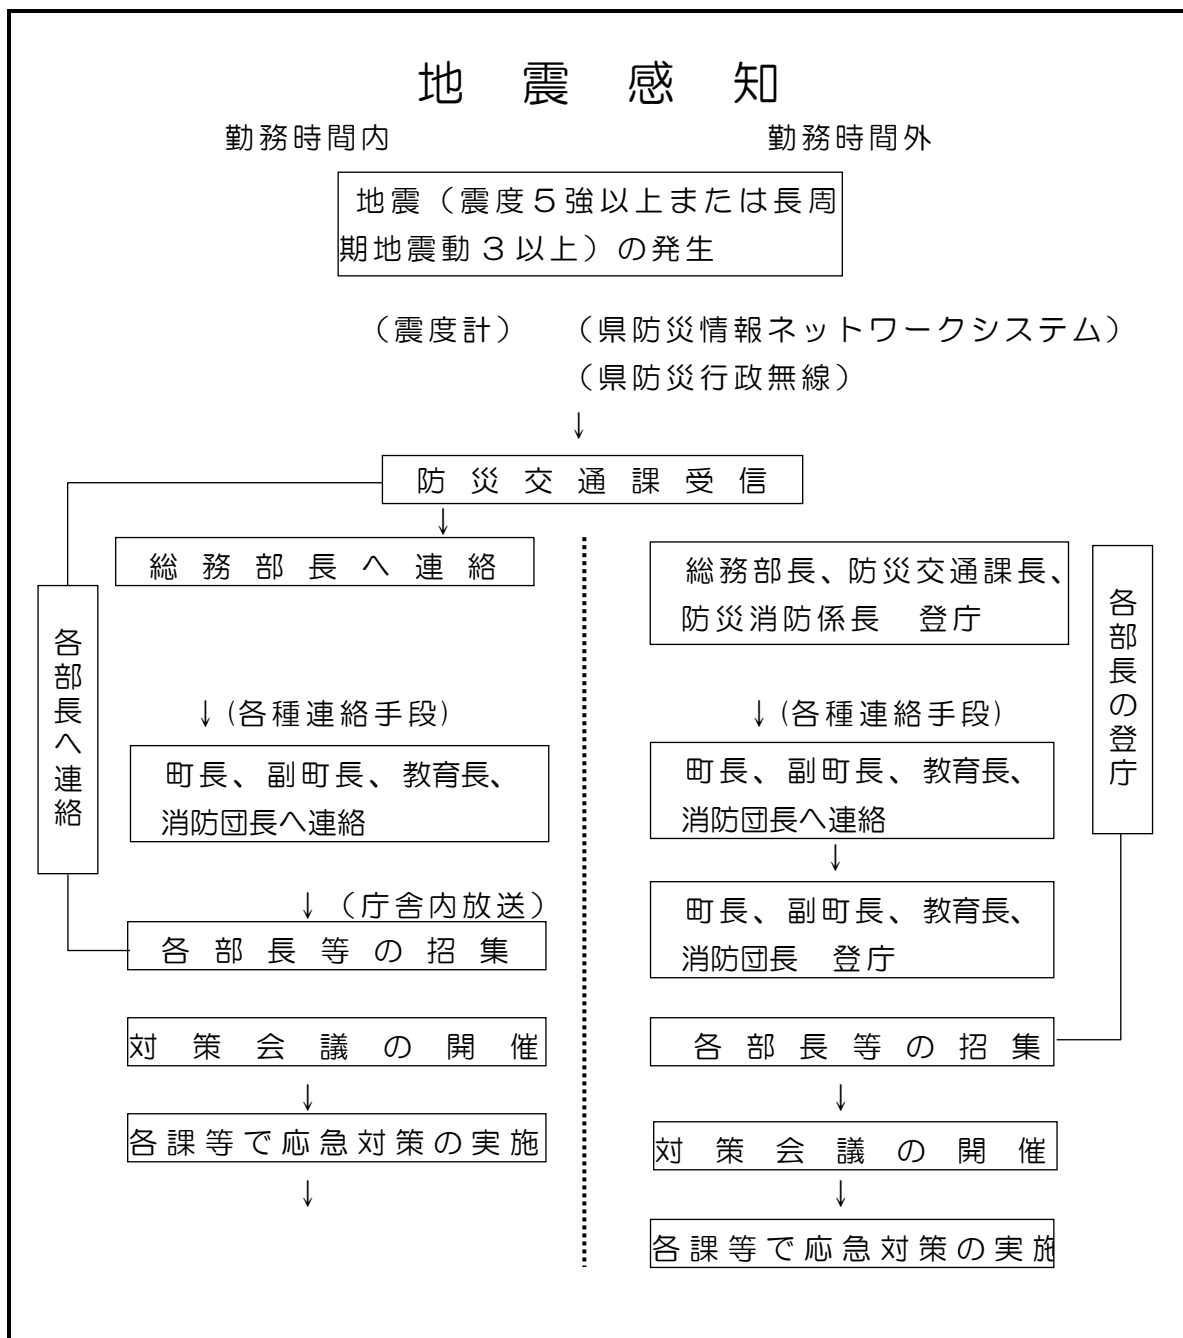 地震感知
勤務時間内
勤務時間外
地震（震度５強以上または長周
期地震動３以上）の発生
（震度計）　（県防災情報ネットワークシステム）
（県防災行政無線）
↓
防災交通課受信
↓
総務部長へ連絡
各部長へ連絡
↓(各種連絡手段)
町長、副町長、教育長、
消防団長へ連絡
↓（庁舎内放送）
各部長等の招集
対策会議の開催
↓
各課等で応急対策の実施
↓
総務部長、防災交通課長、
防災消防係長　登庁
各部長の登庁
↓(各種連絡手段)
町長、副町長、教育長、
消防団長へ連絡
↓
町長、副町長、教育長、
消防団長　登庁
各部長等の招集
↓
対策会議の開催
↓
各課等で応急対策の実施